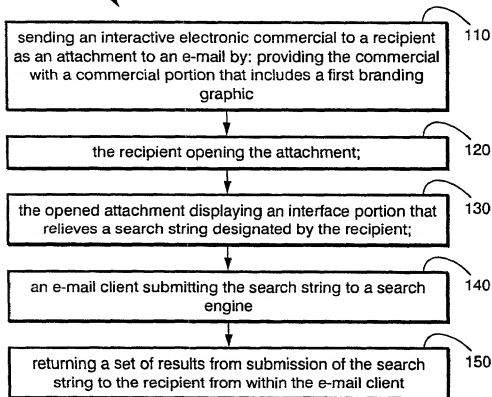 110
sending an interactive electronic commercial to a recipient
as an attachment to an e-mail by: providing the commercial
with a commercial portion that includes a first branding
graphic
120
the recipient opening the attachment;
130
the opened attachment displaying an interface portion that
relieves a search string designated by the recipient;
140
an e-mail client submitting the search string to a search
engine
150
returning a set of results from submission of the search
string to the recipient from within the e-mail client